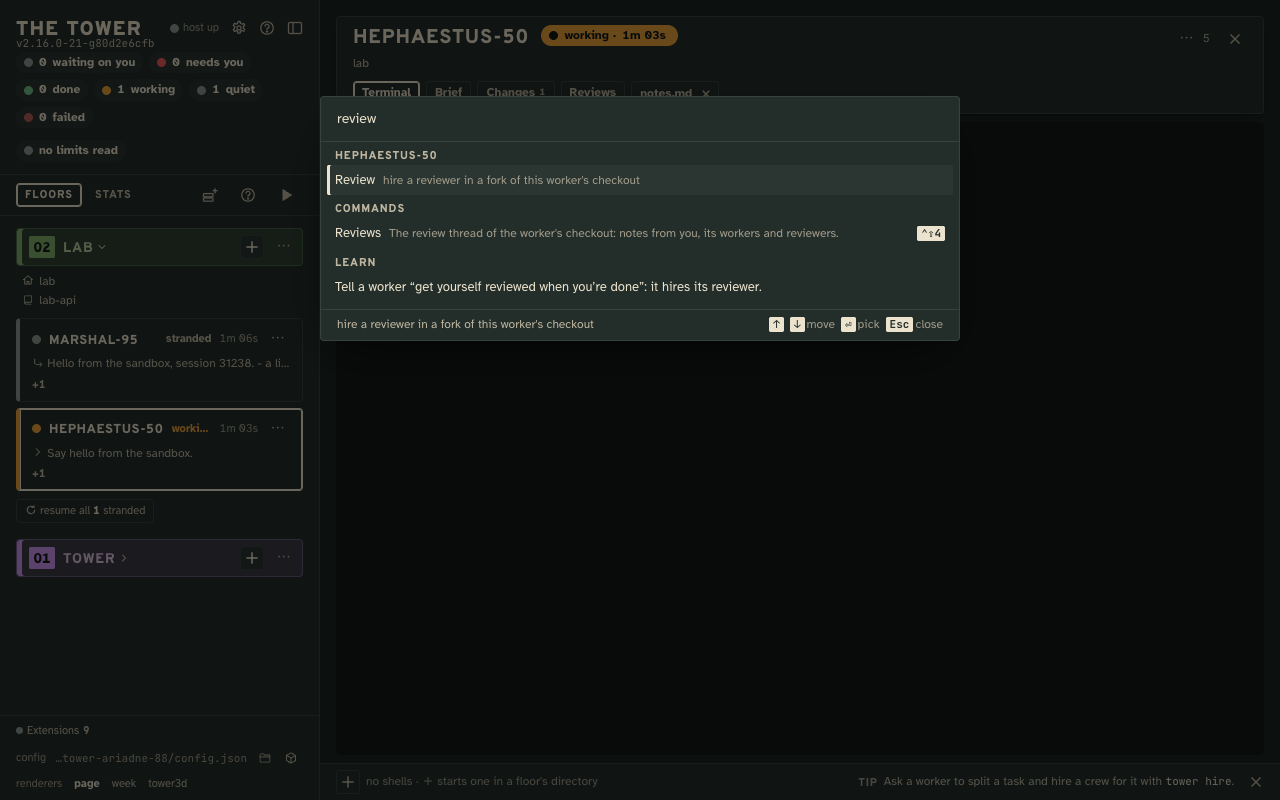 THE TOWER
host up
v2.16.0-21-g80d2e6cfb
0 waiting on you
0 needs you
0 done
1 working
1 quiet
0 failed
no limits read
FLOORS
STATS
02 LAB
lab
lab-api
MARSHAL-95 stranded 1m 06s ···
Hello from the sandbox, session 31238. - a li…
+1
HEPHAESTUS-50 worki… 1m 03s ···
Say hello from the sandbox.
+1
resume all 1 stranded
01 TOWER
Extensions 9
config …tower-ariadne-88/config.json
renderers page week tower3d
HEPHAESTUS-50
working · 1m 03s
··· 5
lab
Terminal Brief Changes 1 Reviews notes.md
review
HEPHAESTUS-50
Review hire a reviewer in a fork of this worker's checkout
COMMANDS
Reviews The review thread of the worker's checkout: notes from you, its workers and reviewers. ⌃⇧4
LEARN
Tell a worker “get yourself reviewed when you’re done”: it hires its reviewer.
hire a reviewer in a fork of this worker's checkout
↑ ↓ move ⏎ pick Esc close
+ no shells · + starts one in a floor's directory
TIP Ask a worker to split a task and hire a crew for it with tower hire.